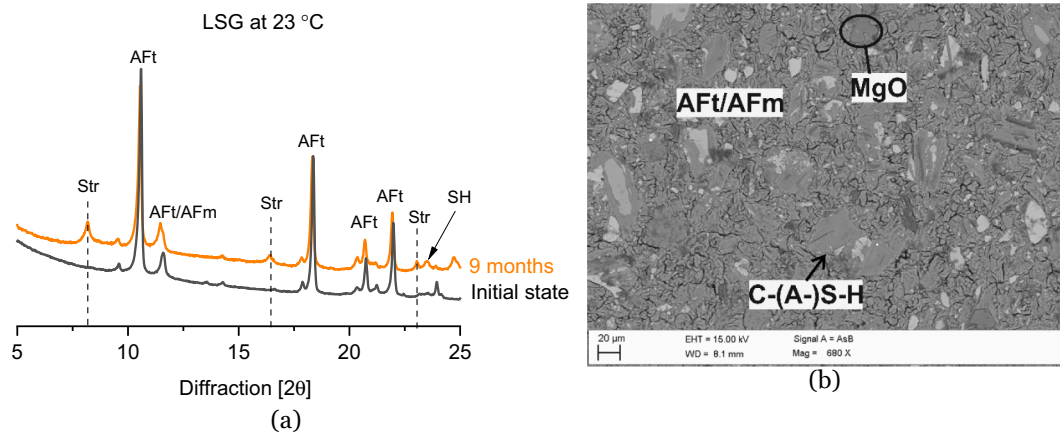 LSG at 23 °C
AFt
AFt
Str
Str
SH
AFt/AFm
AFt
AFt
Str
9 months
Initial state
5
10
15
20
25
Diffraction [2θ]
(a)
MgO
AFt/AFm
C-(A-)S-H
20 µm
EHT = 15.00 kV
Signal A = AsB
WD = 8.1 mm
Mag = 680 X
(b)